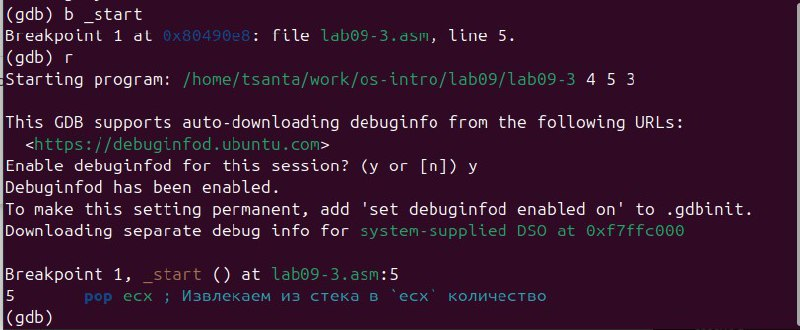 (gdb) b _start
Breakpoint 1 at 0x80490e8: file lab09-3.asm, line 5.
(gdb) r
Starting program: /home/tsanta/work/os-intro/lab09/lab09-3 4 5 3
This GDB supports auto-downloading debuginfo from the following URLs:
<https://debuginfod.ubuntu.com>
Enable debuginfod for this session? (y or [n]) y
Debuginfod has been enabled.
To make this setting permanent, add 'set debuginfod enabled on' to .gdbinit.
Downloading separate debug info for system-supplied DSO at 0xf7ffc000
Breakpoint 1, _start () at lab09-3.asm:5
5 pop ecx ; Извлекаем из стека в `ecx` количество
(gdb)